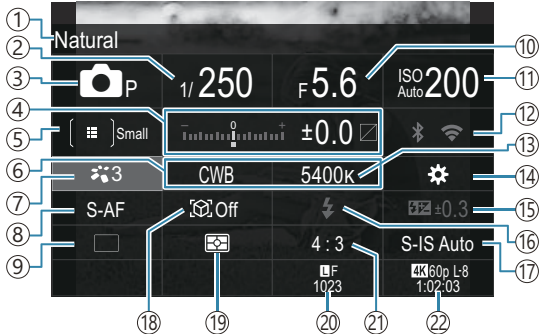 ① Natural
② 1/250
⑩ F5.6
⑪ ISO Auto 200
③ P
④ − 0 + ±0.0
⑫
⑤ Small
⑥ CWB
⑬ 5400K
⑦ 3
⑭
⑧ S-AF
⑱ Off
⑯
⑮ ±0.3
⑨
⑲
㉑ 4:3
⑰ S-IS Auto
⑳ LF
1023
㉒ 4K 60p L-8
1:02:03